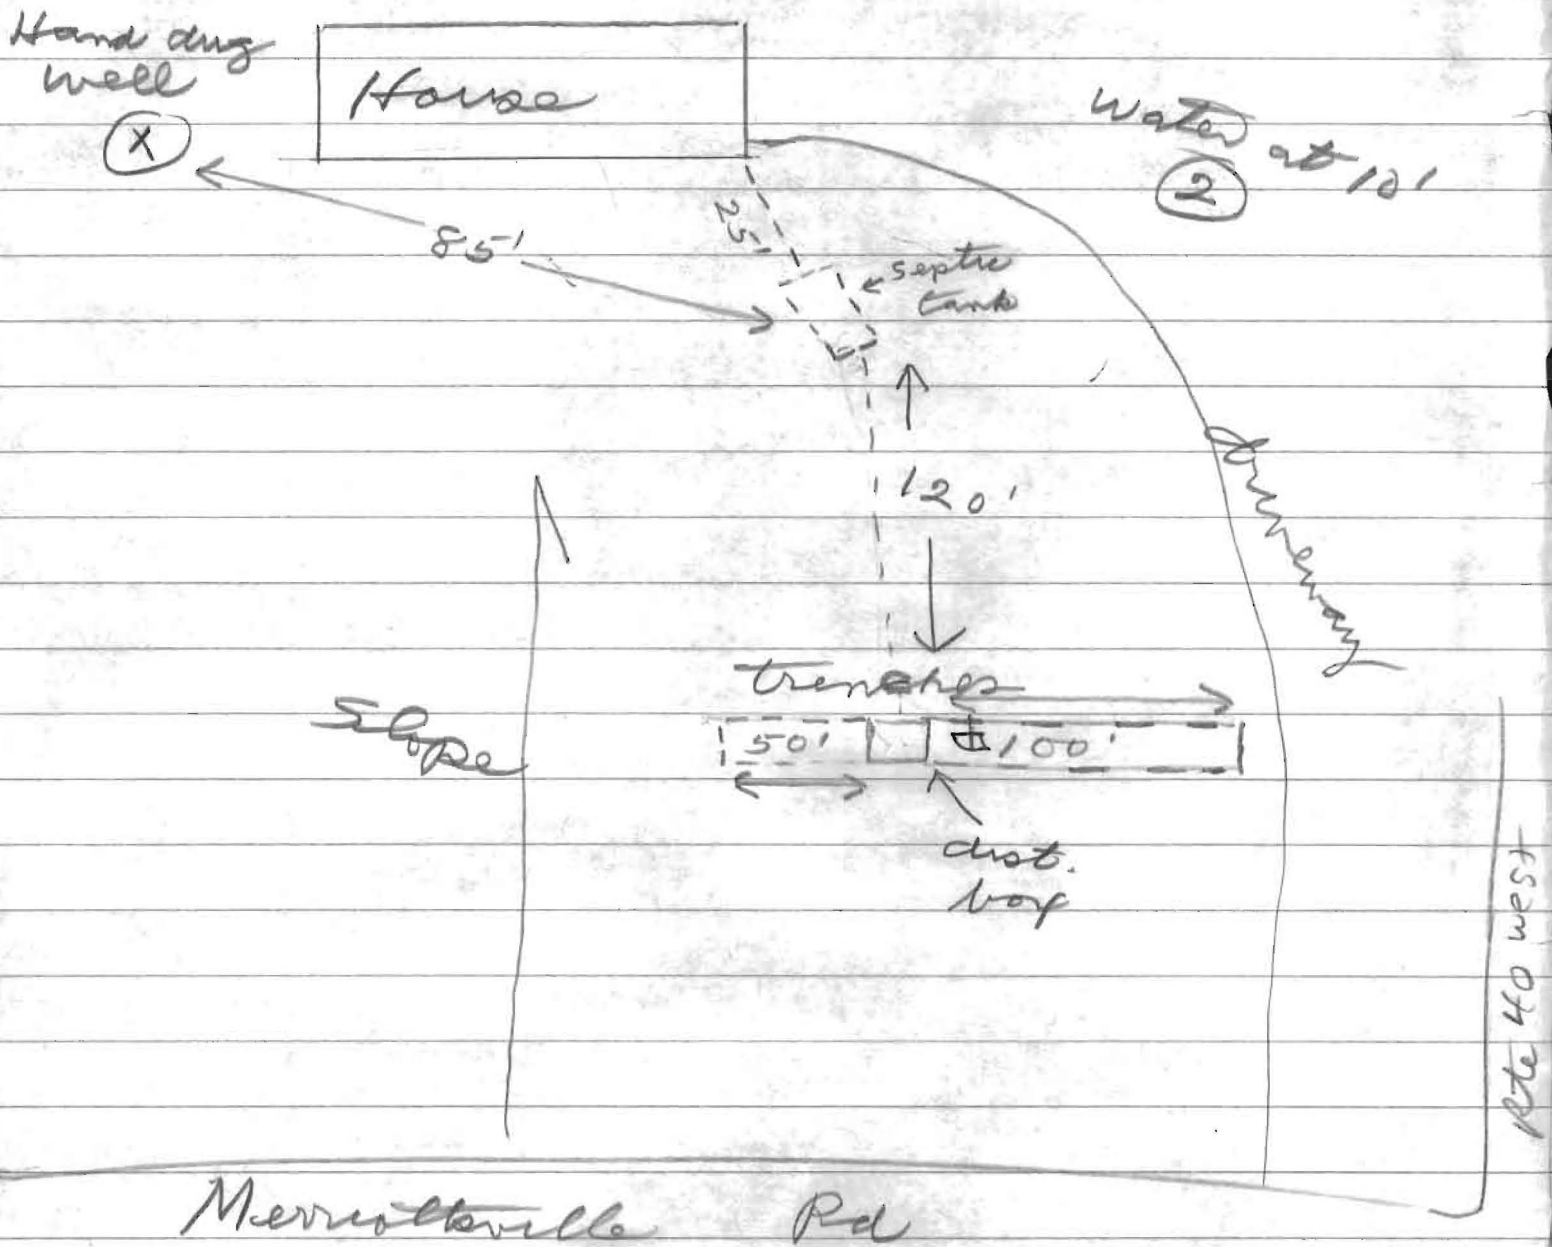 Hand dug
well
X
House
Water at 10'
2
25'
85'
septic
tank
120'
driveway
trenches
50'
100'
Slope
dist.
box
Rte 40 west
Merriottsville Rd